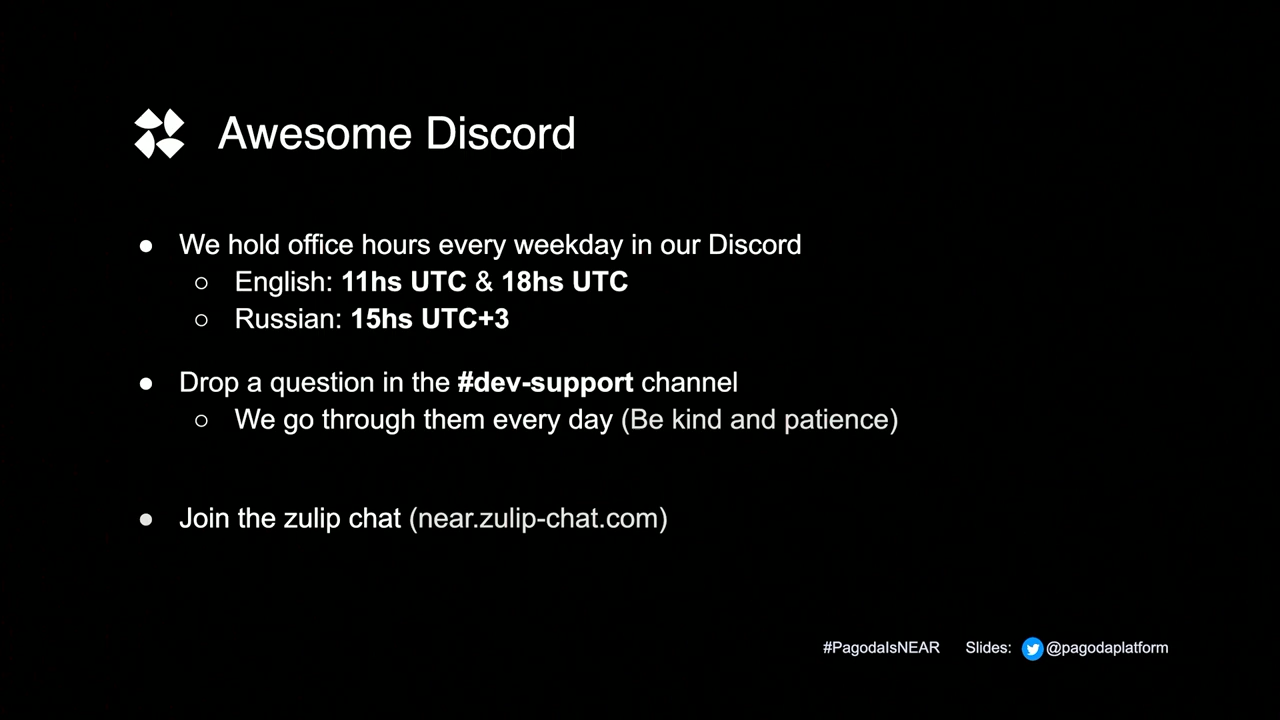 Awesome Discord
● We hold office hours every weekday in our Discord
○ English: 11hs UTC & 18hs UTC
○ Russian: 15hs UTC+3
● Drop a question in the #dev-support channel
○ We go through them every day (Be kind and patience)
● Join the zulip chat (near.zulip-chat.com)
#PagodaIsNEAR Slides: @pagodaplatform